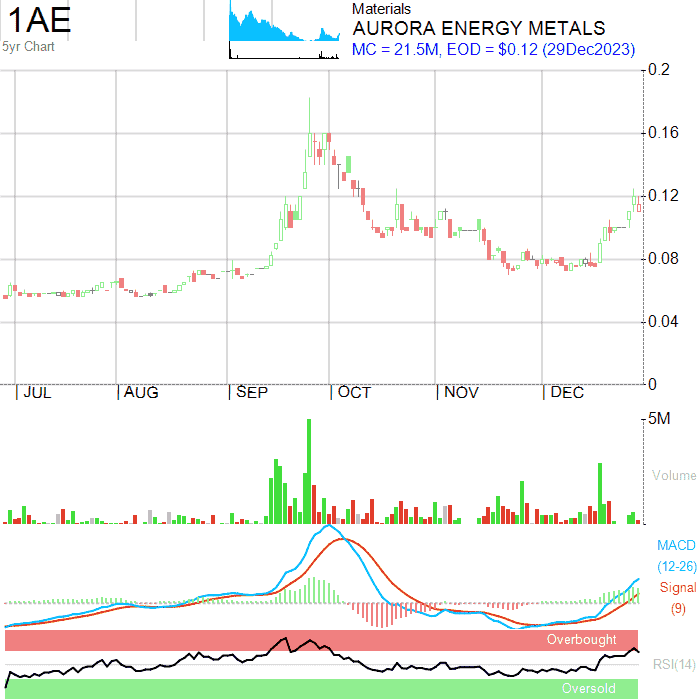 1AE
5yr Chart
Materials
AURORA ENERGY METALS
MC = 21.5M, EOD = $0.12 (29Dec2023)
0.2
0.16
0.12
0.08
0.04
0
JUL AUG SEP OCT NOV DEC
5M
Volume
MACD
(12-26)
Signal
(9)
Overbought
RSI(14)
Oversold